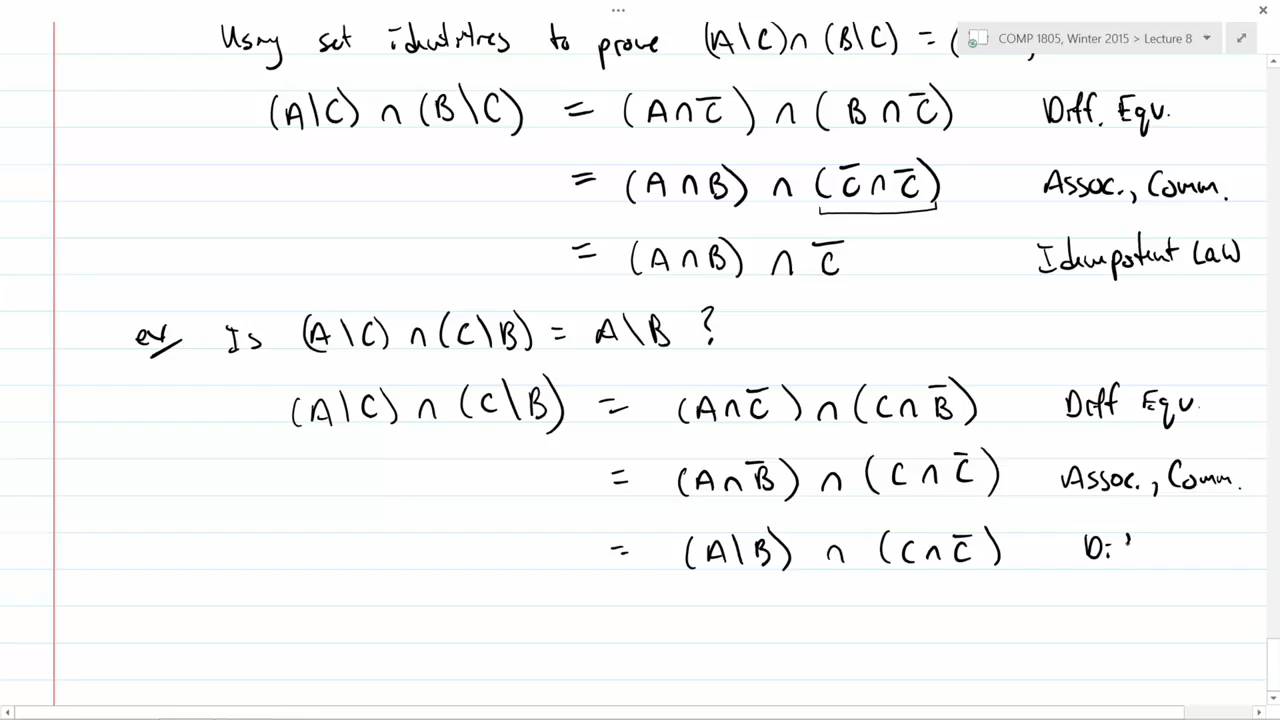 Using set identities to prove (A\C)∩(B\C) = (
COMP 1805, Winter 2015 > Lecture 8
(A\C) ∩ (B\C) = (A∩C̅) ∩ (B∩C̅) Diff. Equ.
= (A∩B) ∩ (C̅∩C̅) Assoc., Comm.
= (A∩B) ∩ C̅ Idempotent Law
ex Is (A\C) ∩ (C\B) = A\B ?
(A\C) ∩ (C\B) = (A∩C̅) ∩ (C∩B̅) Diff Equ.
= (A∩B̅) ∩ (C∩C̅) Assoc., Comm.
= (A\B) ∩ (C∩C̅) Di